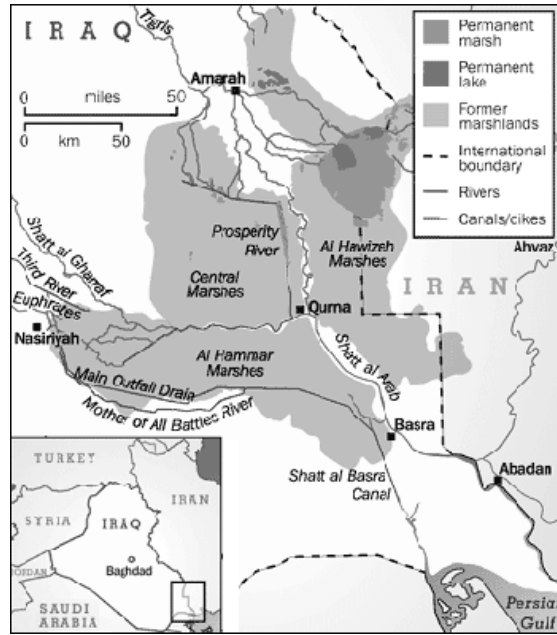 IRAQ
Tigris
Amarah
0 miles 50
0 km 50
Permanent
marsh
Permanent
lake
Former
marshlands
International
boundary
Rivers
Canals/cikes
Shatt al Gharraf
Third River
Euphrates
Nasiriyah
Prosperity
River
Central
Marshes
Al Hawizeh
Marshes
Ahvaz
IRAN
Qurna
Al Hammar
Marshes
Shatt al Arab
Main Outfall Drain
Mother of All Battles River
Basra
Shatt al Basra
Canal
Abadan
Persian
Gulf
TURKEY
SYRIA
IRAQ
IRAN
Baghdad
JORDAN
SAUDI
ARABIA